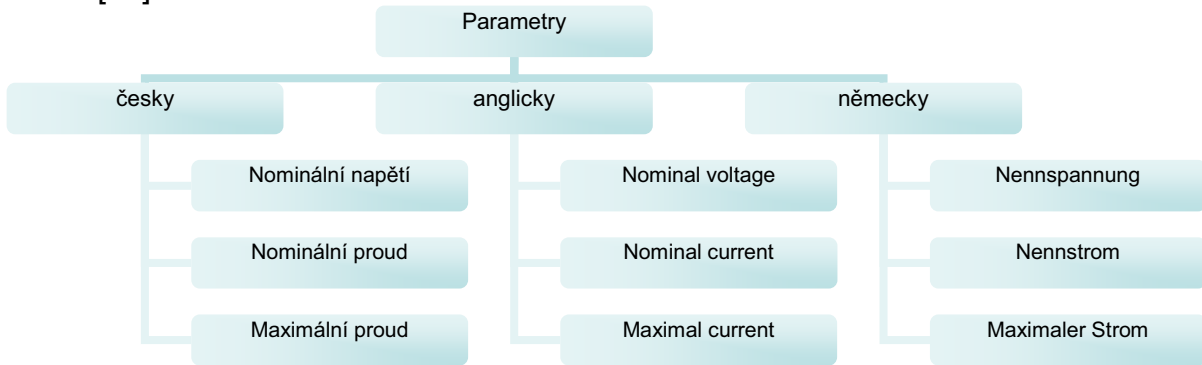 Parametry
česky
anglicky
německy
Nominální napětí
Nominal voltage
Nennspannung
Nominální proud
Nominal current
Nennstrom
Maximální proud
Maximal current
Maximaler Strom